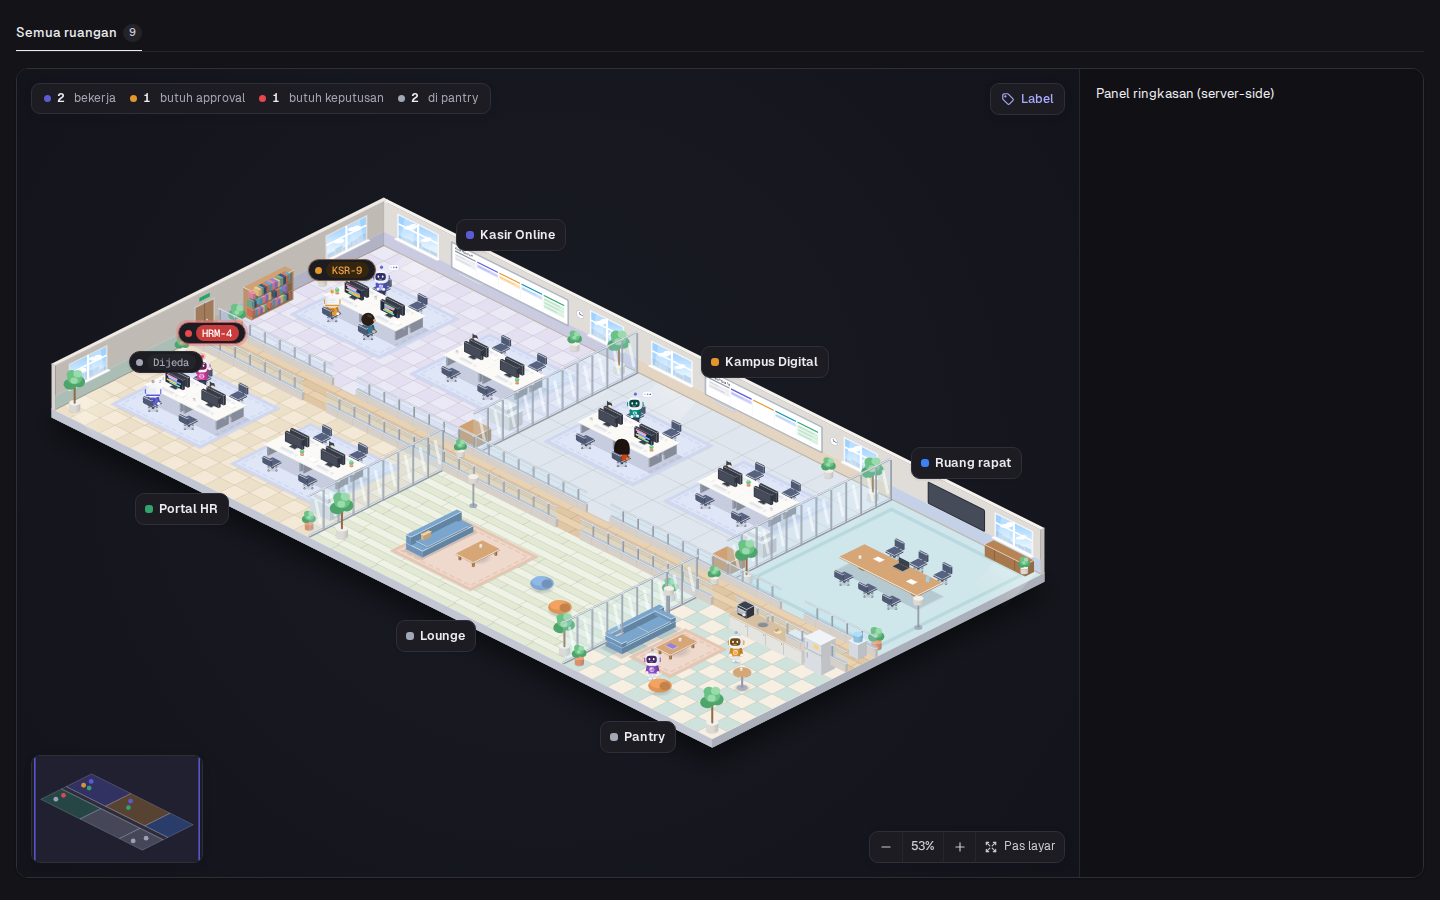 Semua ruangan 9
2 bekerja 1 butuh approval 1 butuh keputusan 2 di pantry
Label
Panel ringkasan (server-side)
Kasir Online
KSR-9
HRM-4
Dijeda
Kampus Digital
Ruang rapat
Portal HR
Lounge
Pantry
53%
Pas layar